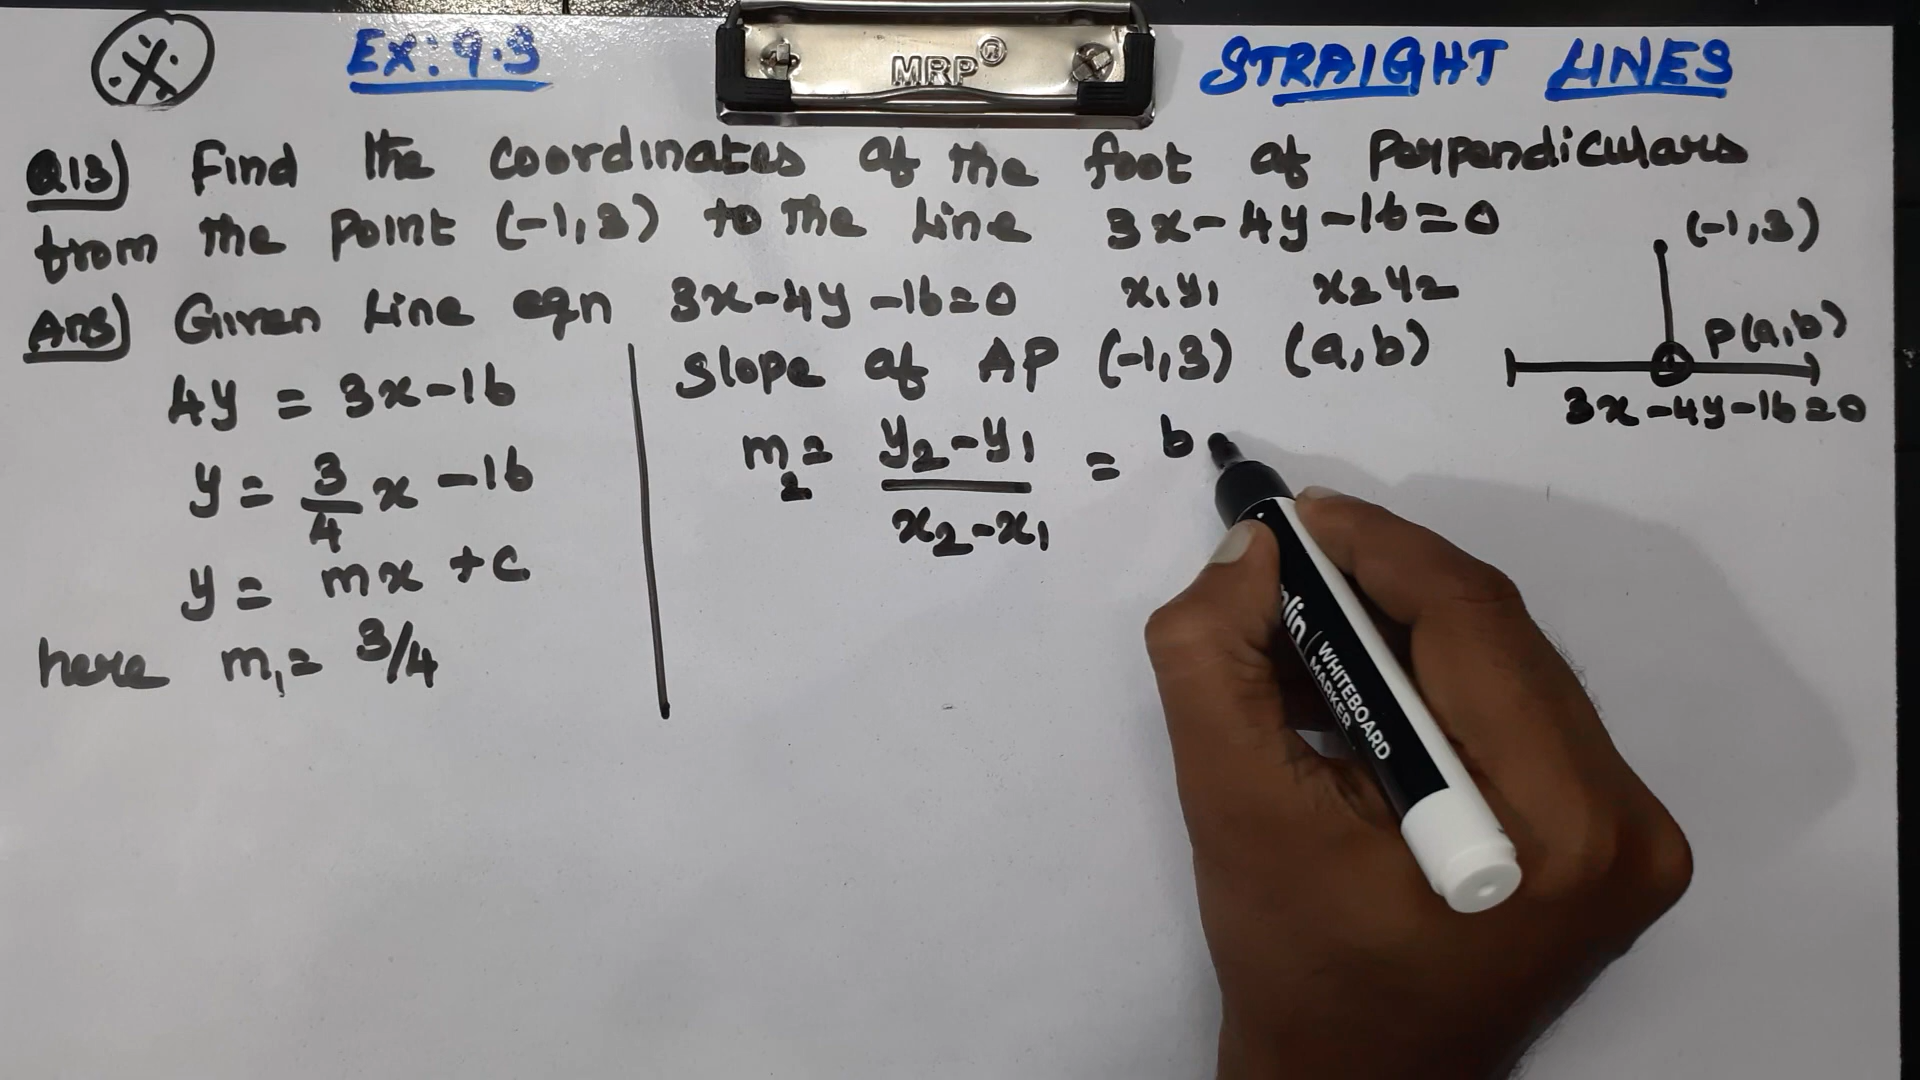 Ex: 9.3
MRP®
STRAIGHT LINES
Q13) Find the coordinates of the foot of Perpendiculars
from the Point (-1,3) to the Line 3x-4y-16=0
Ans) Given Line eqn 3x-4y-16=0
4y = 3x-16
y = 3/4 x -16
y = mx + c
here m₁= 3/4
x₁y₁ x₂y₂
Slope of AP (-1,3) (a,b)
m₂= y₂-y₁ / x₂-x₁ = b
(-1,3)
P(a,b)
3x-4y-16=0
WHITEBOARD
MARKER